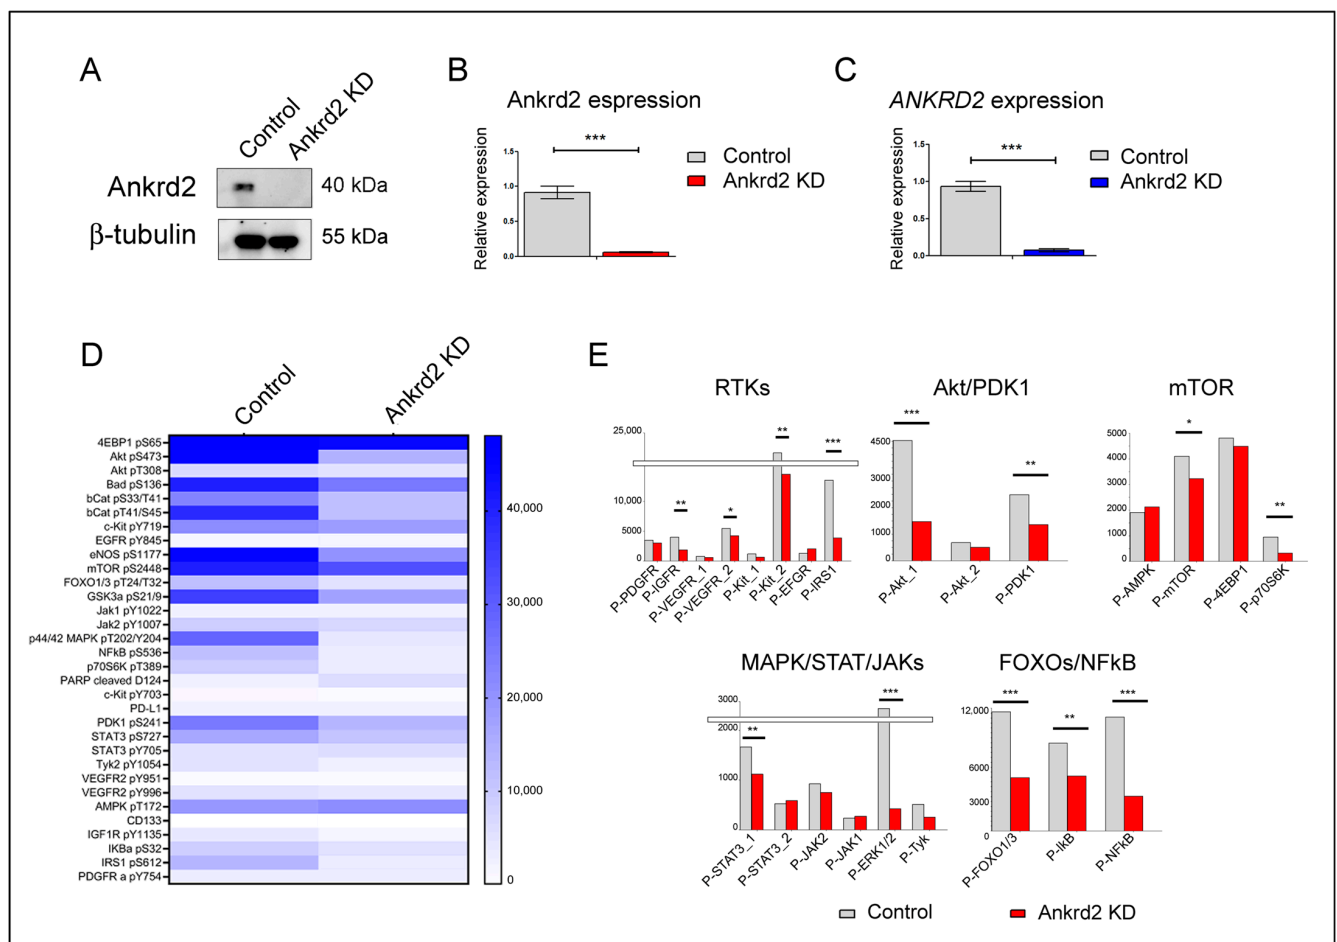 A
Control
Ankrd2 KD
Ankrd2
40 kDa
β-tubulin
55 kDa
B
Ankrd2 espression
Relative expression
1.5
1.0
0.5
0.0
***
Control
Ankrd2 KD
C
ANKRD2 expression
Relative expression
1.5
1.0
0.5
0.0
***
Control
Ankrd2 KD
D
Control
Ankrd2 KD
4EBP1 pS65
Akt pS473
Akt pT308
Bad pS136
bCat pS33/T41
bCat pT41/S45
c-Kit pY719
EGFR pY845
eNOS pS1177
mTOR pS2448
FOXO1/3 pT24/T32
GSK3a pS21/9
Jak1 pY1022
Jak2 pY1007
p44/42 MAPK pT202/Y204
NFkB pS536
p70S6K pT389
PARP cleaved D124
c-Kit pY703
PD-L1
PDK1 pS241
STAT3 pS727
STAT3 pY705
Tyk2 pY1054
VEGFR2 pY951
VEGFR2 pY996
AMPK pT172
CD133
IGF1R pY1135
IKBa pS32
IRS1 pS612
PDGFR a pY754
40,000
30,000
20,000
10,000
0
E
RTKs
25,000
10,000
5000
0
**
*
**
***
P-PDGFR
P-IGFR
P-VEGFR_1
P-VEGFR_2
P-Kit_1
P-Kit_2
P-EFGR
P-IRS1
Akt/PDK1
4500
3000
1000
0
***
**
P-Akt_1
P-Akt_2
P-PDK1
mTOR
5000
4000
3000
2000
1000
0
*
**
P-AMPK
P-mTOR
P-4EBP1
P-p70S6K
MAPK/STAT/JAKs
3000
2000
1000
0
**
***
P-STAT3_1
P-STAT3_2
P-JAK2
P-JAK1
P-ERK1/2
P-Tyk
FOXOs/NFkB
12,000
6000
3000
0
***
**
***
P-FOXO1/3
P-IkB
P-NFkB
Control
Ankrd2 KD